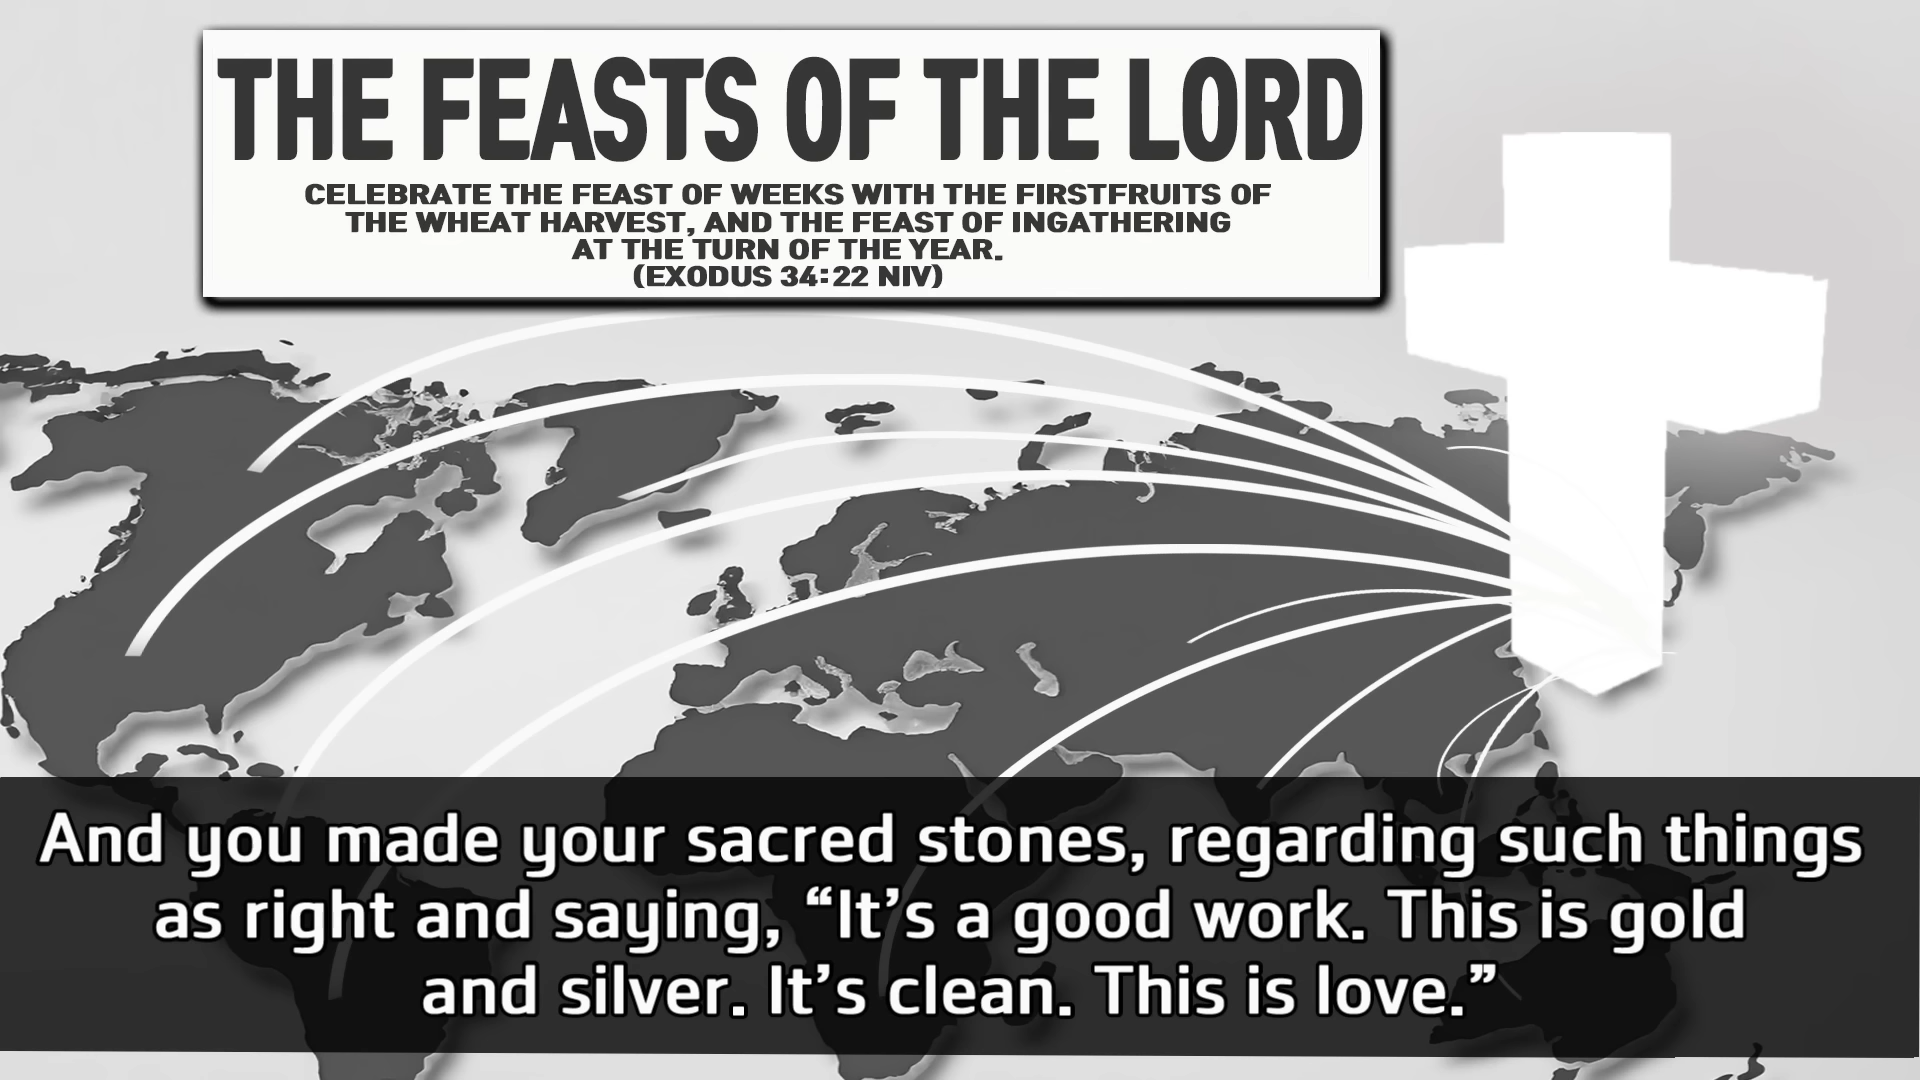 THE FEASTS OF THE LORD
CELEBRATE THE FEAST OF WEEKS WITH THE FIRSTFRUITS OF
THE WHEAT HARVEST, AND THE FEAST OF INGATHERING
AT THE TURN OF THE YEAR.
(EXODUS 34:22 NIV)
And you made your sacred stones, regarding such things
as right and saying, “It’s a good work. This is gold
and silver. It’s clean. This is love.”